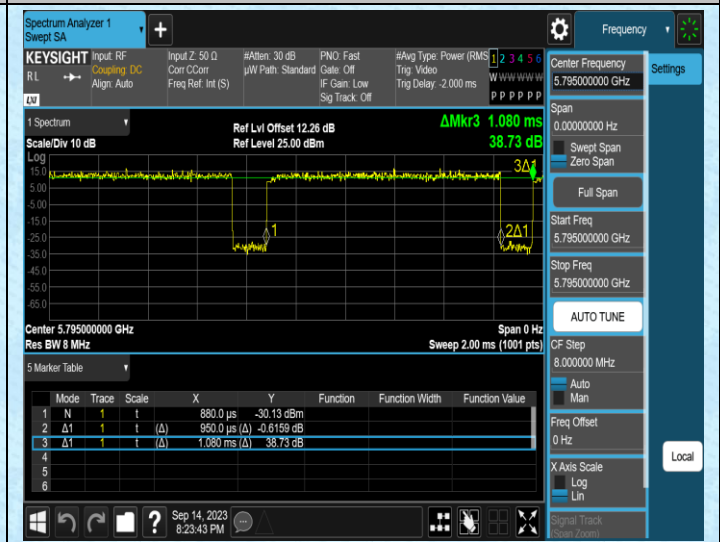 Spectrum Analyzer 1
Swept SA
+
Frequency
KEYSIGHT Input: RF Input Z: 50 Ω #Atten: 30 dB PNO: Fast #Avg Type: Power (RMS 1 2 3 4 5 6
RL Coupling: DC Corr CCorr µW Path: Standard Gate: Off Trig: Video W W W W W W
Align: Auto Freq Ref: Int (S) IF Gain: Low Trig Delay: -2.000 ms
LXI Sig Track: Off P P P P P P
1 Spectrum Ref Lvl Offset 12.26 dB ΔMkr3 1.080 ms
Scale/Div 10 dB Ref Level 25.00 dBm 38.73 dB
Log
15.0 3Δ1
5.00
-5.00
-15.0
-25.0 1 2Δ1
-35.0
-45.0
-55.0
-65.0
Center 5.795000000 GHz Span 0 Hz
Res BW 8 MHz Sweep 2.00 ms (1001 pts)
5 Marker Table
Mode Trace Scale X Y Function Function Width Function Value
1 N 1 t 880.0 µs -30.13 dBm
2 Δ1 1 t (Δ) 950.0 µs (Δ) -0.6159 dB
3 Δ1 1 t (Δ) 1.080 ms (Δ) 38.73 dB
4
5
6
? Sep 14, 2023
8:23:43 PM
Center Frequency
5.795000000 GHz
Span
0.00000000 Hz
Swept Span
Zero Span
Full Span
Start Freq
5.795000000 GHz
Stop Freq
5.795000000 GHz
AUTO TUNE
CF Step
8.000000 MHz
Auto
Man
Freq Offset
0 Hz
X Axis Scale
Log
Lin
Signal Track
(Span Zoom)
Settings
Local